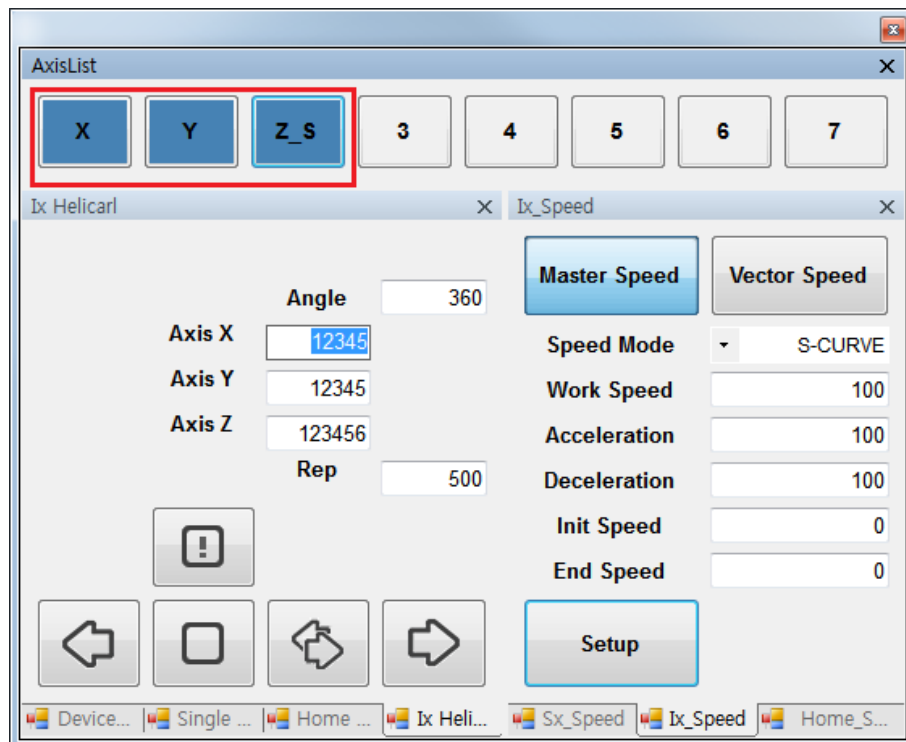 AxisList
X Y Z_S 3 4 5 6 7
Ix Helicarl
Angle 360
Axis X 12345
Axis Y 12345
Axis Z 123456
Rep 500
Ix_Speed
Master Speed Vector Speed
Speed Mode S-CURVE
Work Speed 100
Acceleration 100
Deceleration 100
Init Speed 0
End Speed 0
Setup
Device... Single ... Home ... Ix Heli...
Sx_Speed Ix_Speed Home_S...